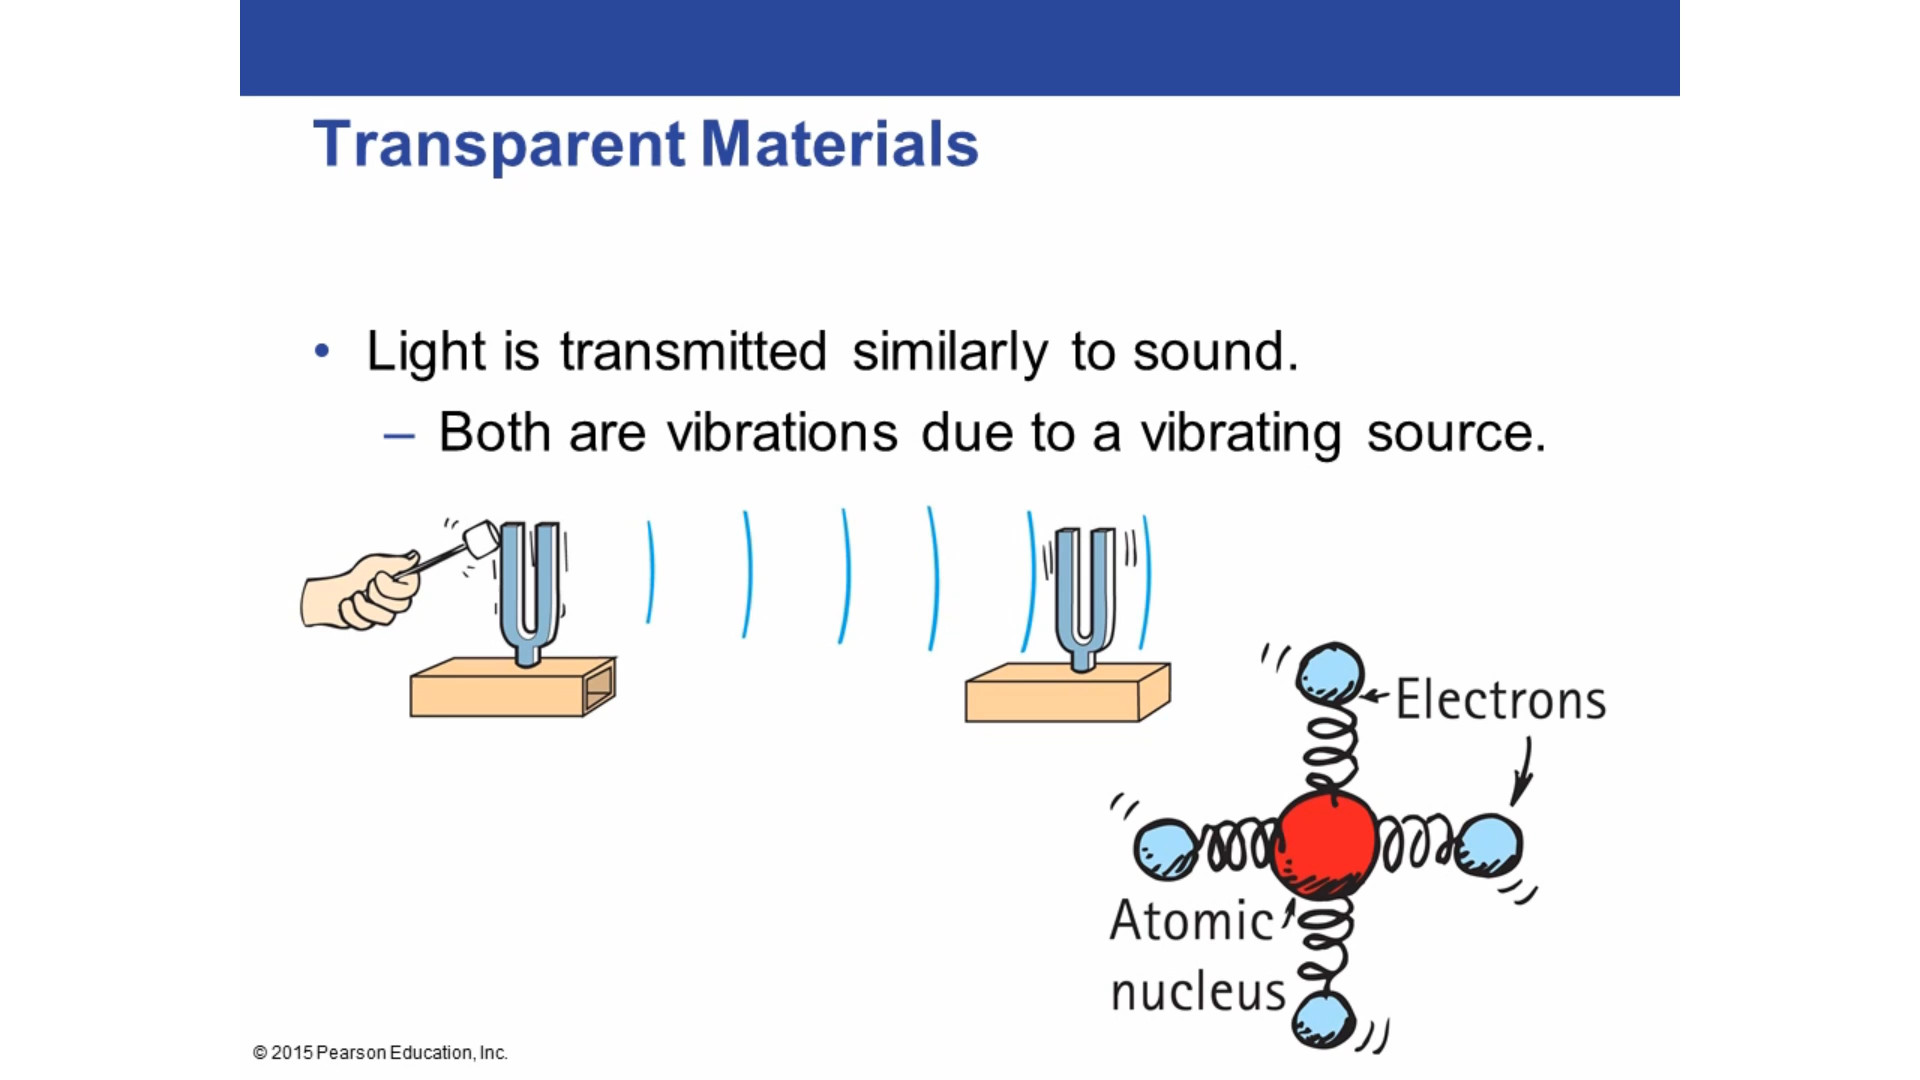 Transparent Materials
• Light is transmitted similarly to sound.
– Both are vibrations due to a vibrating source.
Electrons
Atomic
nucleus
© 2015 Pearson Education, Inc.